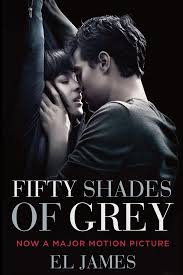 FIFTY SHADES
OF GREY
NOW A MAJOR MOTION PICTURE
EL JAMES